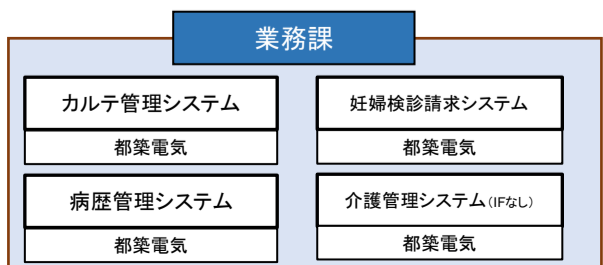 業務課
カルテ管理システム
都築電気
妊婦検診請求システム
都築電気
病歴管理システム
都築電気
介護管理システム(IFなし)
都築電気